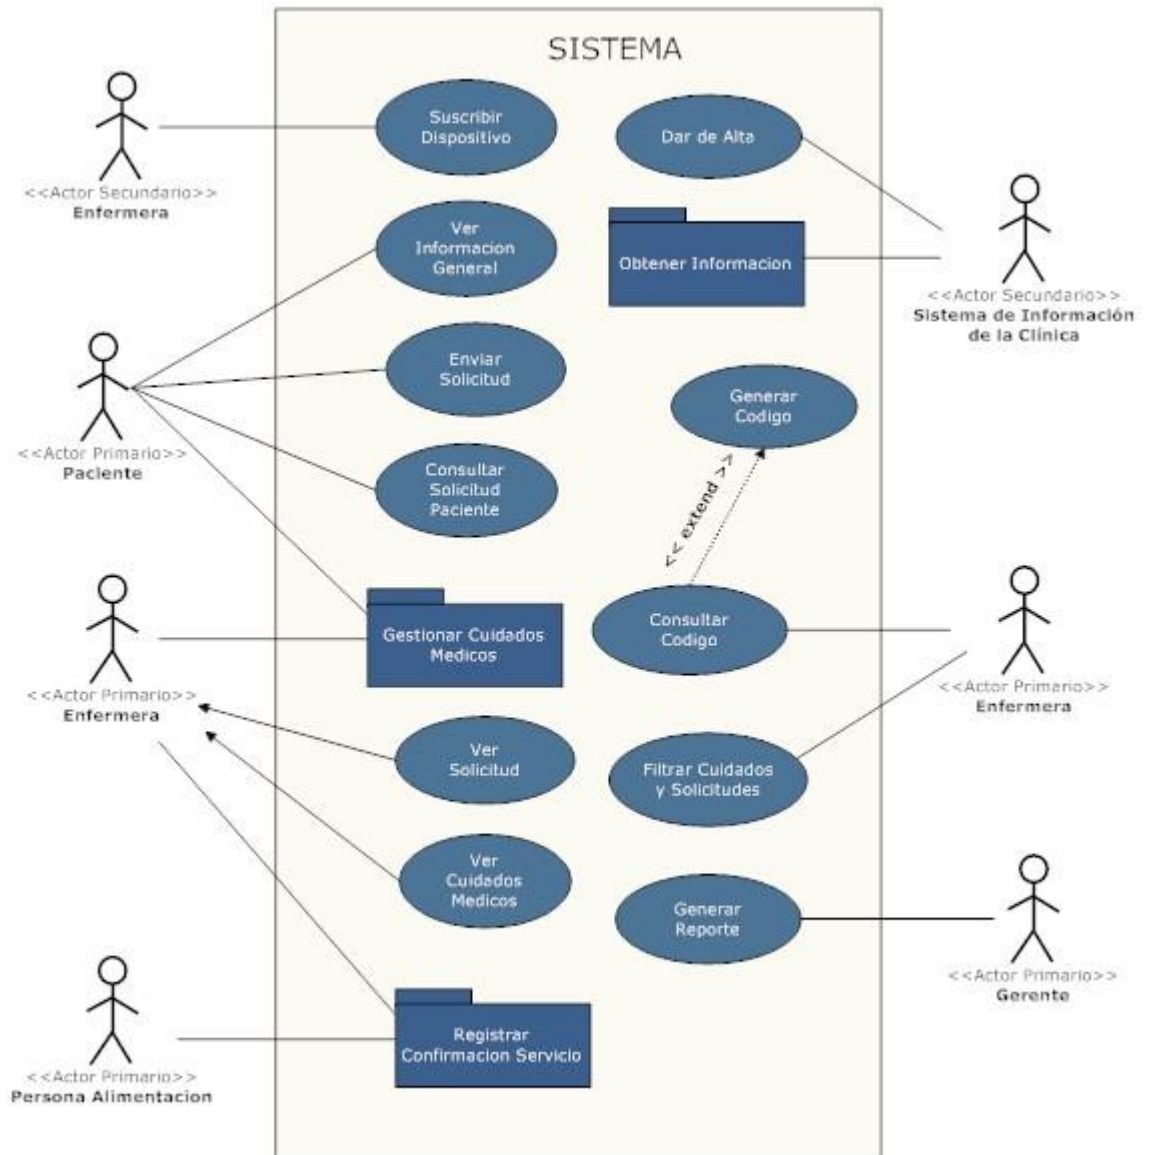 SISTEMA
Suscribir
Dispositivo
Dar de Alta
<<Actor Secundario>>
Enfermera
Ver
Informacion
General
Obtener Informacion
<<Actor Secundario>>
Sistema de Información
de la Clínica
Enviar
Solicitud
Generar
Codigo
<<Actor Primario>>
Paciente
Consultar
Solicitud
Paciente
<< extend >>
Gestionar Cuidados
Medicos
Consultar
Codigo
<<Actor Primario>>
Enfermera
<<Actor Primario>>
Enfermera
Ver
Solicitud
Filtrar Cuidados
y Solicitudes
Ver
Cuidados
Medicos
Generar
Reporte
<<Actor Primario>>
Gerente
Registrar
Confirmacion Servicio
<<Actor Primario>>
Persona Alimentacion